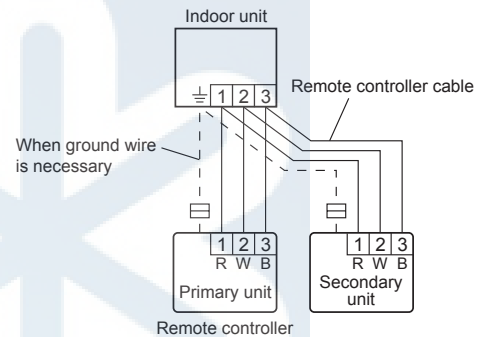 Indoor unit
1 2 3
Remote controller cable
When ground wire
is necessary
1 2 3
R W B
Primary unit
1 2 3
R W B
Secondary
unit
Remote controller